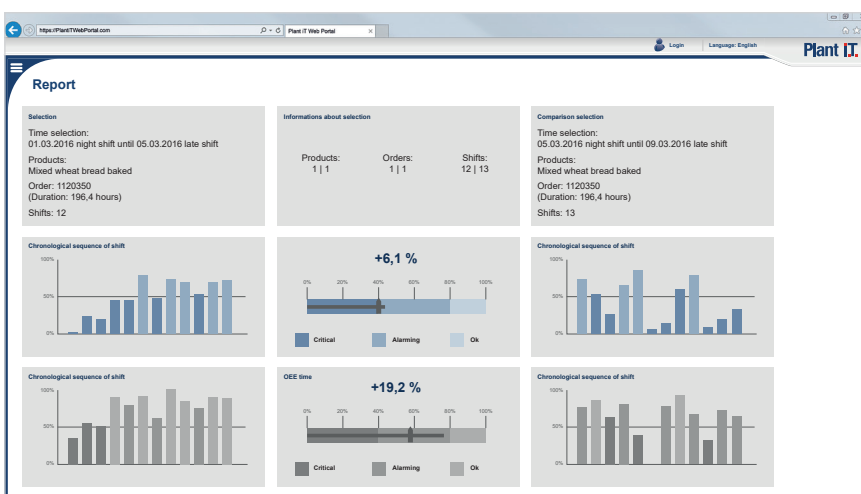 https://PlantiTWebPortal.com
Plant iT Web Portal
Login
Language: English
Plant iT
Report
Selection
Time selection:
01.03.2016 night shift until 05.03.2016 late shift
Products:
Mixed wheat bread baked
Order: 1120350
(Duration: 196,4 hours)
Shifts: 12
Informations about selection
Products: Orders: Shifts:
1 | 1 1 | 1 12 | 13
Comparison selection
Time selection:
05.03.2016 night shift until 09.03.2016 late shift
Products:
Mixed wheat bread baked
Order: 1120350
(Duration: 196,4 hours)
Shifts: 13
Chronological sequence of shift
100%
50%
0%
+6,1 %
0% 20% 40% 60% 80% 100%
Critical Alarming Ok
Chronological sequence of shift
100%
50%
0%
Chronological sequence of shift
100%
50%
0%
OEE time
+19,2 %
0% 20% 40% 60% 80% 100%
Critical Alarming Ok
Chronological sequence of shift
100%
50%
0%